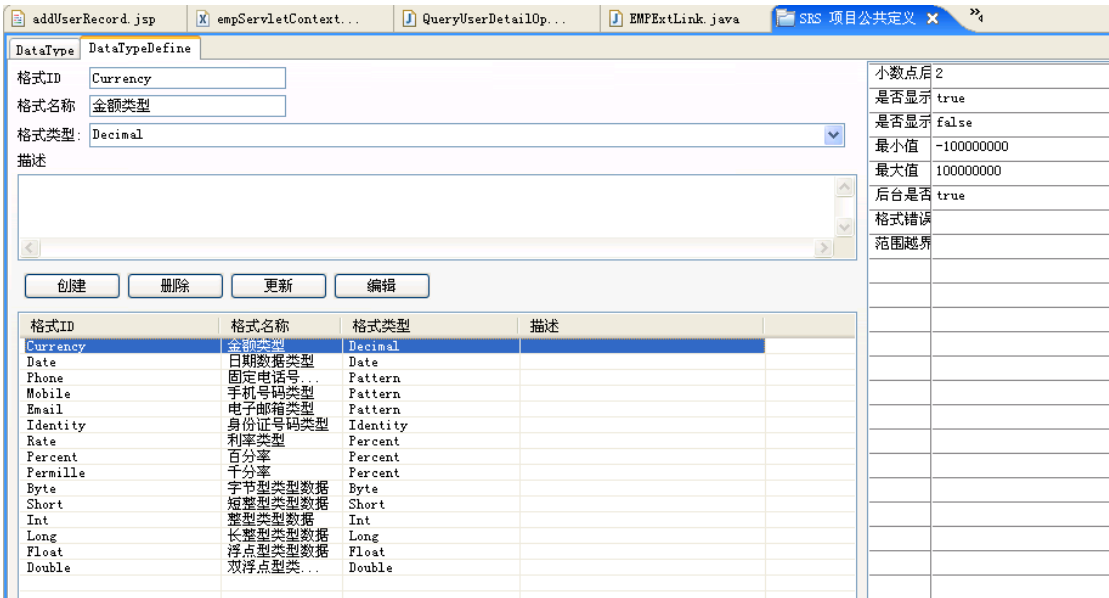 addUserRecord.jsp empServletContext... QueryUserDetailOp... EMPExtLink.java SRS 项目公共定义 »4
DataType DataTypeDefine
格式ID Currency
格式名称 金额类型
格式类型: Decimal
描述
创建 删除 更新 编辑
格式ID 格式名称 格式类型 描述
Currency 金额类型 Decimal
Date 日期数据类型 Date
Phone 固定电话号... Pattern
Mobile 手机号码类型 Pattern
Email 电子邮箱类型 Pattern
Identity 身份证号码类型 Identity
Rate 利率类型 Percent
Percent 百分率 Percent
Permille 千分率 Percent
Byte 字节型类型数据 Byte
Short 短整型类型数据 Short
Int 整型类型数据 Int
Long 长整型类型数据 Long
Float 浮点型类型数据 Float
Double 双浮点型类... Double
小数点后 2
是否显示 true
是否显示 false
最小值 -100000000
最大值 100000000
后台是否 true
格式错误
范围越界